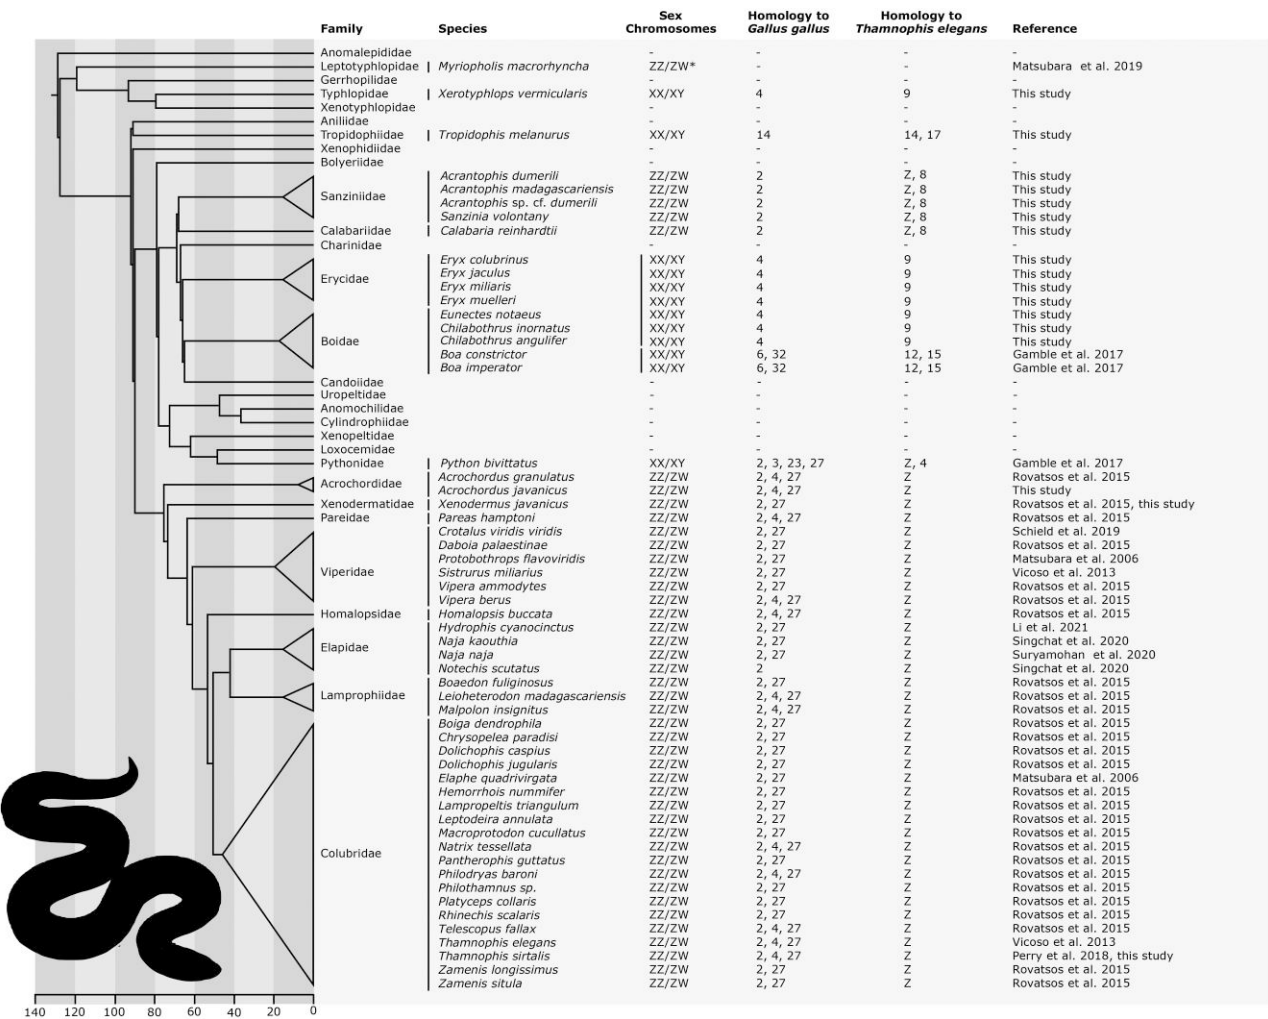 Family Species Sex Chromosomes Homology to Gallus gallus Homology to Thamnophis elegans Reference
Anomalepididae - - - -
Leptotyphlopidae Myriopholis macrorhyncha ZZ/ZW* - - Matsubara et al. 2019
Gerrhopilidae - - - -
Typhlopidae Xerotyphlops vermicularis XX/XY 4 9 This study
Xenotyphlopidae - - - -
Aniliidae - - - -
Tropidophiidae Tropidophis melanurus XX/XY 14 14, 17 This study
Xenophidiidae - - - -
Bolyeriidae - - - -
Acrantophis dumerili ZZ/ZW 2 Z, 8 This study
Acrantophis madagascariensis ZZ/ZW 2 Z, 8 This study
Sanziniidae
Acrantophis sp. cf. dumerili ZZ/ZW 2 Z, 8 This study
Sanzinia volontany ZZ/ZW 2 Z, 8 This study
Calabariidae Calabaria reinhardtii ZZ/ZW 2 Z, 8 This study
Charinidae - - - -
Eryx colubrinus XX/XY 4 9 This study
Eryx jaculus XX/XY 4 9 This study
Erycidae
Eryx miliaris XX/XY 4 9 This study
Eryx muelleri XX/XY 4 9 This study
Eunectes notaeus XX/XY 4 9 This study
Chilabothrus inornatus XX/XY 4 9 This study
Boidae Chilabothrus angulifer XX/XY 4 9 This study
Boa constrictor XX/XY 6, 32 12, 15 Gamble et al. 2017
Boa imperator XX/XY 6, 32 12, 15 Gamble et al. 2017
Candoiidae - - - -
Uropeltidae - - - -
Anomochilidae - - - -
Cylindrophiidae - - - -
Xenopeltidae - - - -
Loxocemidae - - - -
Pythonidae Python bivittatus XX/XY 2, 3, 23, 27 Z, 4 Gamble et al. 2017
Acrochordidae Acrochordus granulatus ZZ/ZW 2, 4, 27 Z Rovatsos et al. 2015
Acrochordus javanicus ZZ/ZW 2, 4, 27 Z This study
Xenodermatidae Xenodermus javanicus ZZ/ZW 2, 27 Z Rovatsos et al. 2015, this study
Pareidae Pareas hamptoni ZZ/ZW 2, 4, 27 Z Rovatsos et al. 2015
Crotalus viridis viridis ZZ/ZW 2, 27 Z Schield et al. 2019
Daboia palaestinae ZZ/ZW 2, 27 Z Rovatsos et al. 2015
Protobothrops flavoviridis ZZ/ZW 2, 27 Z Matsubara et al. 2006
Viperidae Sistrurus miliarius ZZ/ZW 2, 27 Z Vicoso et al. 2013
Vipera ammodytes ZZ/ZW 2, 27 Z Rovatsos et al. 2015
Vipera berus ZZ/ZW 2, 4, 27 Z Rovatsos et al. 2015
Homalopsidae Homalopsis buccata ZZ/ZW 2, 4, 27 Z Rovatsos et al. 2015
Hydrophis cyanocinctus ZZ/ZW 2, 27 Z Li et al. 2021
Naja kaouthia ZZ/ZW 2, 27 Z Singchat et al. 2020
Elapidae
Naja naja ZZ/ZW 2, 27 Z Suryamohan et al. 2020
Notechis scutatus ZZ/ZW 2 Z Singchat et al. 2020
Boaedon fuliginosus ZZ/ZW 2, 27 Z Rovatsos et al. 2015
Lamprophiidae Leioheterodon madagascariensis ZZ/ZW 2, 4, 27 Z Rovatsos et al. 2015
Malpolon insignitus ZZ/ZW 2, 4, 27 Z Rovatsos et al. 2015
Boiga dendrophila ZZ/ZW 2, 27 Z Rovatsos et al. 2015
Chrysopelea paradisi ZZ/ZW 2, 27 Z Rovatsos et al. 2015
Dolichophis caspius ZZ/ZW 2, 27 Z Rovatsos et al. 2015
Dolichophis jugularis ZZ/ZW 2, 27 Z Rovatsos et al. 2015
Elaphe quadrivirgata ZZ/ZW 2, 27 Z Matsubara et al. 2006
Hemorrhois nummifer ZZ/ZW 2, 27 Z Rovatsos et al. 2015
Lampropeltis triangulum ZZ/ZW 2, 27 Z Rovatsos et al. 2015
Leptodeira annulata ZZ/ZW 2, 27 Z Rovatsos et al. 2015
Macroprotodon cucullatus ZZ/ZW 2, 27 Z Rovatsos et al. 2015
Natrix tessellata ZZ/ZW 2, 4, 27 Z Rovatsos et al. 2015
Colubridae
Pantherophis guttatus ZZ/ZW 2, 27 Z Rovatsos et al. 2015
Philodryas baroni ZZ/ZW 2, 4, 27 Z Rovatsos et al. 2015
Philothamnus sp. ZZ/ZW 2, 27 Z Rovatsos et al. 2015
Platyceps collaris ZZ/ZW 2, 27 Z Rovatsos et al. 2015
Rhinechis scalaris ZZ/ZW 2, 27 Z Rovatsos et al. 2015
Telescopus fallax ZZ/ZW 2, 4, 27 Z Rovatsos et al. 2015
Thamnophis elegans ZZ/ZW 2, 4, 27 Z Vicoso et al. 2013
Thamnophis sirtalis ZZ/ZW 2, 4, 27 Z Perry et al. 2018, this study
Zamenis longissimus ZZ/ZW 2, 27 Z Rovatsos et al. 2015
Zamenis situla ZZ/ZW 2, 27 Z Rovatsos et al. 2015
140 120 100 80 60 40 20 0